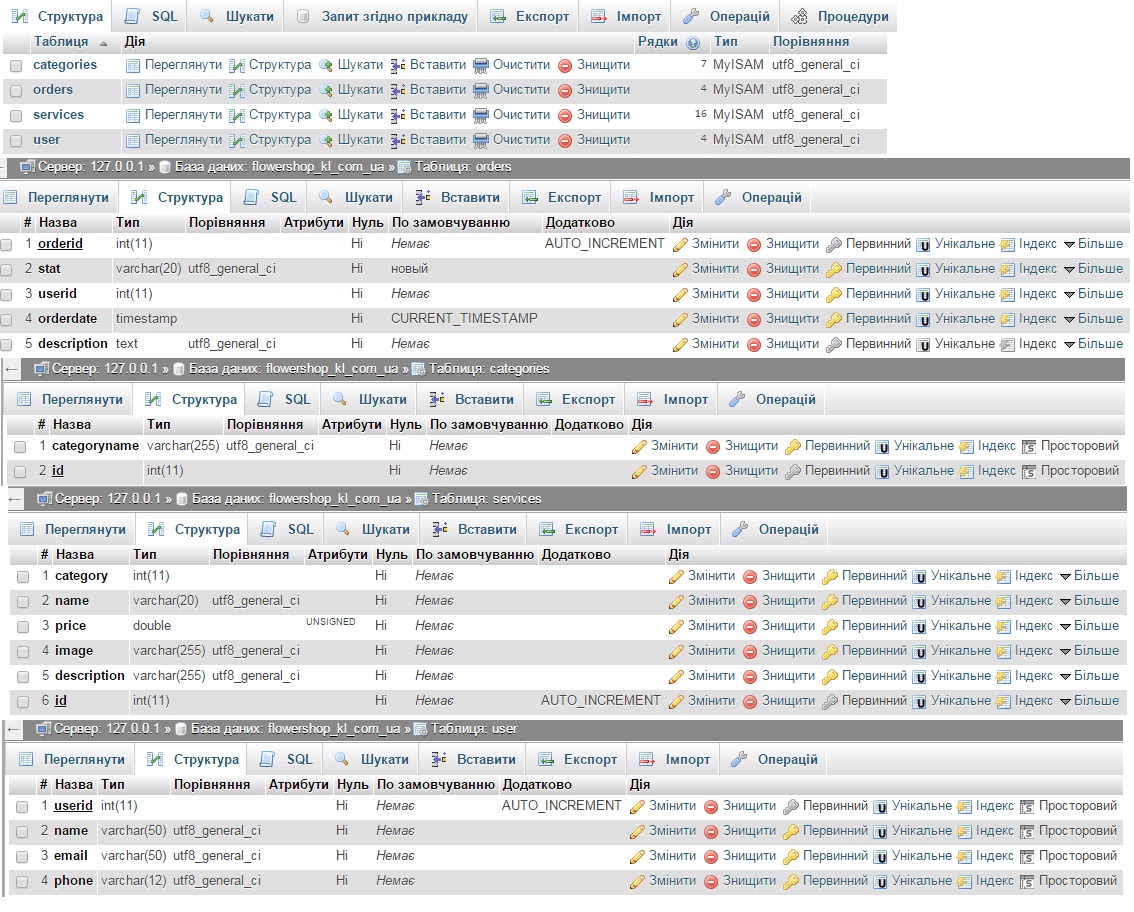 Структура SQL Шукати Запит згідно прикладу Експорт Імпорт Операцій Процедури
Таблиця Дія Рядки Тип Порівняння
categories Переглянути Структура Шукати Вставити Очистити Знищити 7 MyISAM utf8_general_ci
orders Переглянути Структура Шукати Вставити Очистити Знищити 4 MyISAM utf8_general_ci
services Переглянути Структура Шукати Вставити Очистити Знищити 16 MyISAM utf8_general_ci
user Переглянути Структура Шукати Вставити Очистити Знищити 4 MyISAM utf8_general_ci
Сервер: 127.0.0.1 » База даних: flowershop_kl_com_ua » Таблиця: orders
Переглянути Структура SQL Шукати Вставити Експорт Імпорт Операцій
# Назва Тип Порівняння Атрибути Нуль По замовчуванню Додатково Дія
1 orderid int(11) Ні Немає AUTO_INCREMENT Змінити Знищити Первинний Унікальне Індекс Більше
2 stat varchar(20) utf8_general_ci Ні новый Змінити Знищити Первинний Унікальне Індекс Більше
3 userid int(11) Ні Немає Змінити Знищити Первинний Унікальне Індекс Більше
4 orderdate timestamp Ні CURRENT_TIMESTAMP Змінити Знищити Первинний Унікальне Індекс Більше
5 description text utf8_general_ci Ні Немає Змінити Знищити Первинний Унікальне Індекс Більше
← Сервер: 127.0.0.1 » База даних: flowershop_kl_com_ua » Таблиця: categories
Переглянути Структура SQL Шукати Вставити Експорт Імпорт Операцій
# Назва Тип Порівняння Атрибути Нуль По замовчуванню Додатково Дія
1 categoryname varchar(255) utf8_general_ci Ні Немає Змінити Знищити Первинний Унікальне Індекс Просторовий
2 id int(11) Ні Немає Змінити Знищити Первинний Унікальне Індекс Просторовий
← Сервер: 127.0.0.1 » База даних: flowershop_kl_com_ua » Таблиця: services
Переглянути Структура SQL Шукати Вставити Експорт Імпорт Операцій
# Назва Тип Порівняння Атрибути Нуль По замовчуванню Додатково Дія
1 category int(11) Ні Немає Змінити Знищити Первинний Унікальне Індекс Більше
2 name varchar(20) utf8_general_ci Ні Немає Змінити Знищити Первинний Унікальне Індекс Більше
3 price double UNSIGNED Ні Немає Змінити Знищити Первинний Унікальне Індекс Більше
4 image varchar(255) utf8_general_ci Ні Немає Змінити Знищити Первинний Унікальне Індекс Більше
5 description varchar(255) utf8_general_ci Ні Немає Змінити Знищити Первинний Унікальне Індекс Більше
6 id int(11) Ні Немає AUTO_INCREMENT Змінити Знищити Первинний Унікальне Індекс Більше
← Сервер: 127.0.0.1 » База даних: flowershop_kl_com_ua » Таблиця: user
Переглянути Структура SQL Шукати Вставити Експорт Імпорт Операцій
# Назва Тип Порівняння Атрибути Нуль По замовчуванню Додатково Дія
1 userid int(11) Ні Немає AUTO_INCREMENT Змінити Знищити Первинний Унікальне Індекс Просторовий
2 name varchar(50) utf8_general_ci Ні Немає Змінити Знищити Первинний Унікальне Індекс Просторовий
3 email varchar(50) utf8_general_ci Ні Немає Змінити Знищити Первинний Унікальне Індекс Просторовий
4 phone varchar(12) utf8_general_ci Ні Немає Змінити Знищити Первинний Унікальне Індекс Просторовий